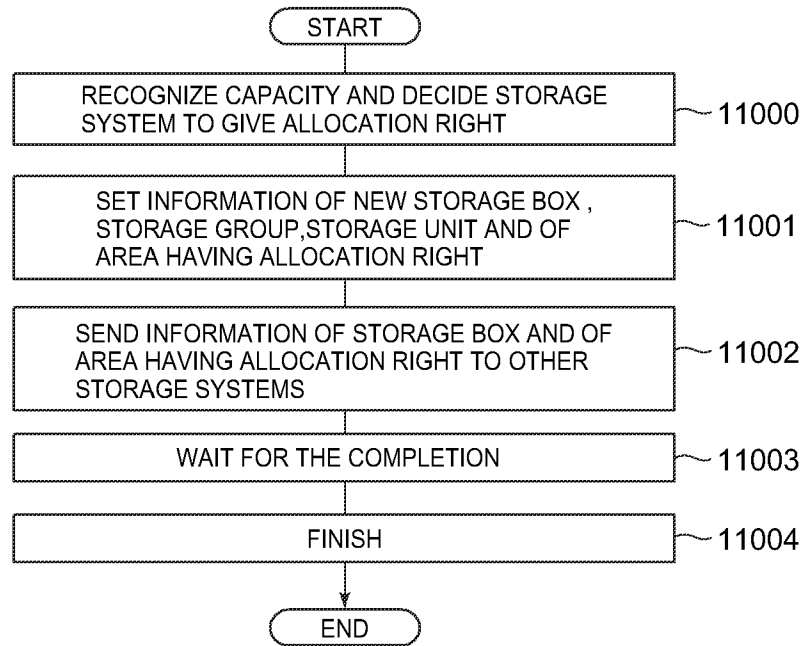 START
RECOGNIZE CAPACITY AND DECIDE STORAGE
SYSTEM TO GIVE ALLOCATION RIGHT
11000
SET INFORMATION OF NEW STORAGE BOX ,
STORAGE GROUP,STORAGE UNIT AND OF
AREA HAVING ALLOCATION RIGHT
11001
SEND INFORMATION OF STORAGE BOX AND OF
AREA HAVING ALLOCATION RIGHT TO OTHER
STORAGE SYSTEMS
11002
WAIT FOR THE COMPLETION
11003
FINISH
11004
END